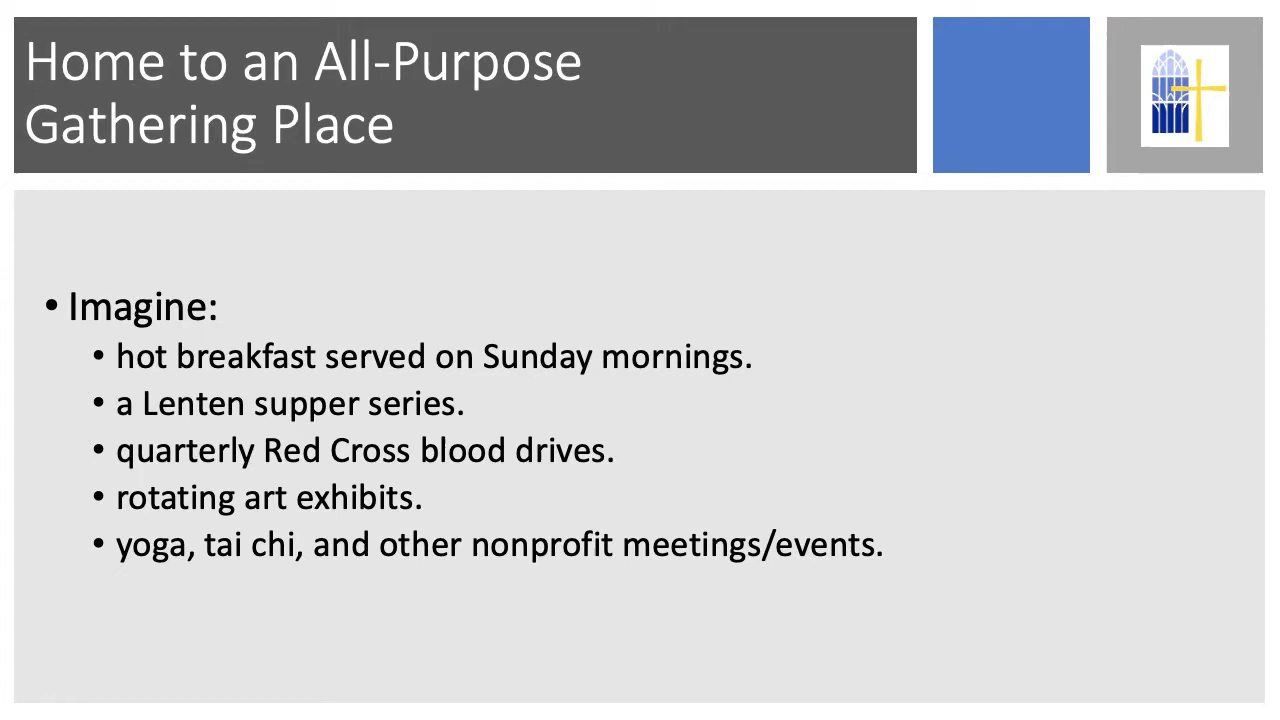 Home to an All-Purpose
Gathering Place
• Imagine:
• hot breakfast served on Sunday mornings.
• a Lenten supper series.
• quarterly Red Cross blood drives.
• rotating art exhibits.
• yoga, tai chi, and other nonprofit meetings/events.